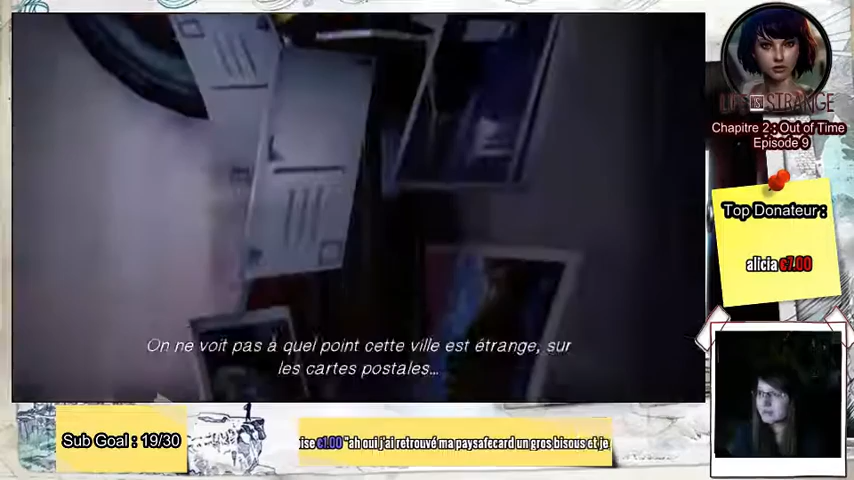 LIFE IS STRANGE
Chapitre 2 : Out of Time
Episode 9
Top Donateur :
alicia €7.00
On ne voit pas à quel point cette ville est étrange, sur
les cartes postales...
Sub Goal : 19/30
ise €1.00 "ah oui j'ai retrouvé ma paysafecard un gros bisous et je